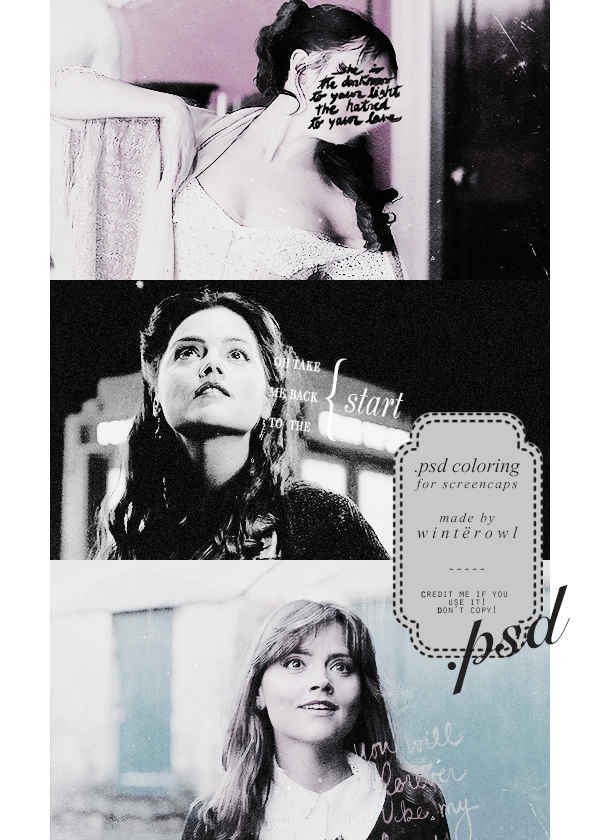 she is
the darkness
to your light
the hatred
to your love
OH TAKE
ME BACK
TO THE
{ start
.psd coloring
for screencaps
made by
wintërowl
-----
CREDIT ME IF YOU
USE IT!
DON'T COPY!
.psd
you will
forever
be my